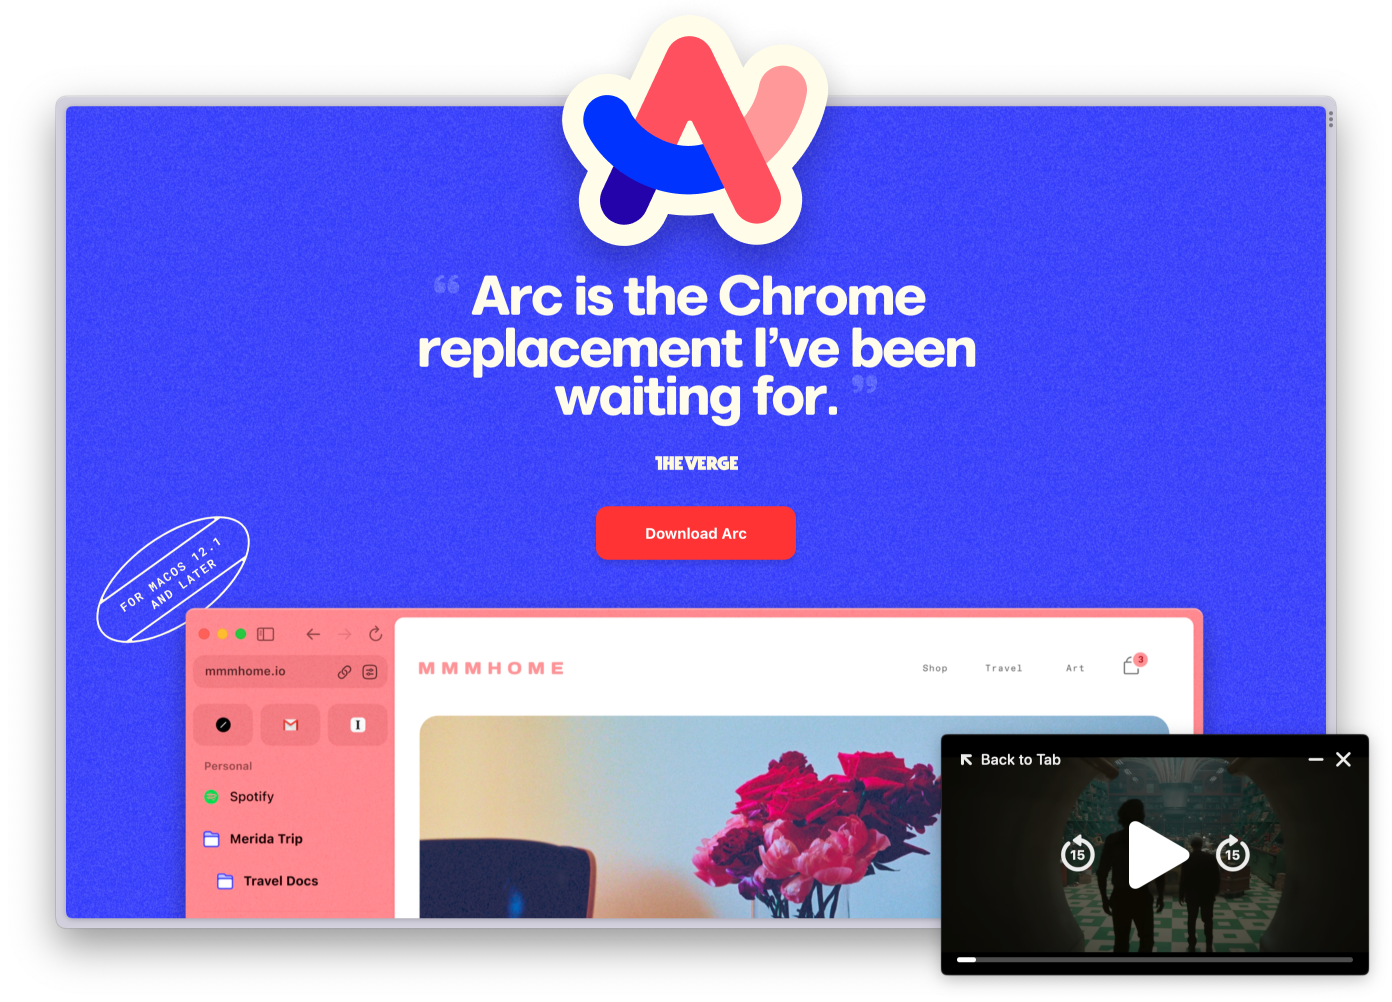 “ Arc is the Chrome
replacement I’ve been
waiting for. ”
THE VERGE
Download Arc
FOR MACOS 12.1
AND LATER
mmmhome.io
I
Personal
Spotify
Merida Trip
Travel Docs
MMMHOME
Shop Travel Art 3
Back to Tab
15 15